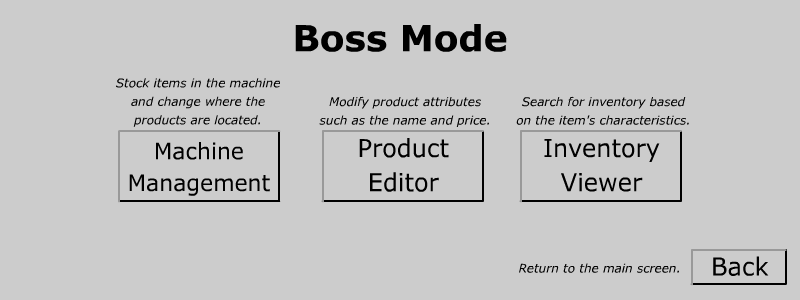 Boss Mode
Stock items in the machine
and change where the
products are located.
Machine
Management
Modify product attributes
such as the name and price.
Product
Editor
Search for inventory based
on the item's characteristics.
Inventory
Viewer
Return to the main screen.
Back